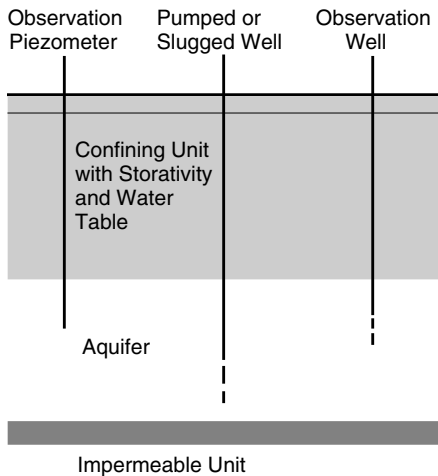 Observation
Piezometer
Pumped or
Slugged Well
Observation
Well
Confining Unit
with Storativity
and Water
Table
Aquifer
Impermeable Unit